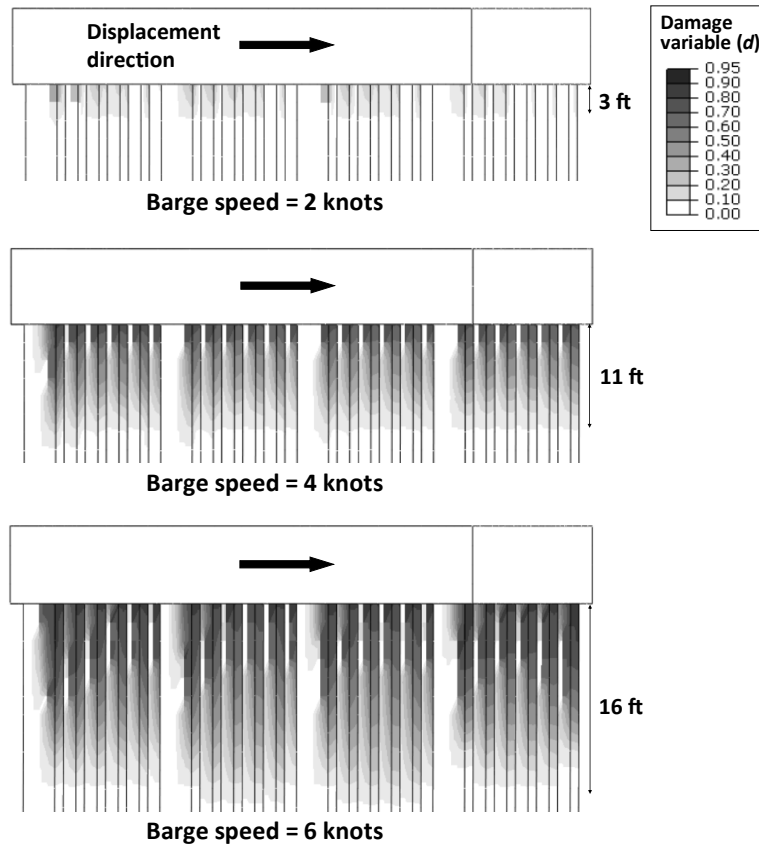 Displacement
direction
Damage
variable (d)
0.95
0.90
0.80
0.70
0.60
0.50
0.40
0.30
0.20
0.10
0.00
3 ft
Barge speed = 2 knots
11 ft
Barge speed = 4 knots
16 ft
Barge speed = 6 knots